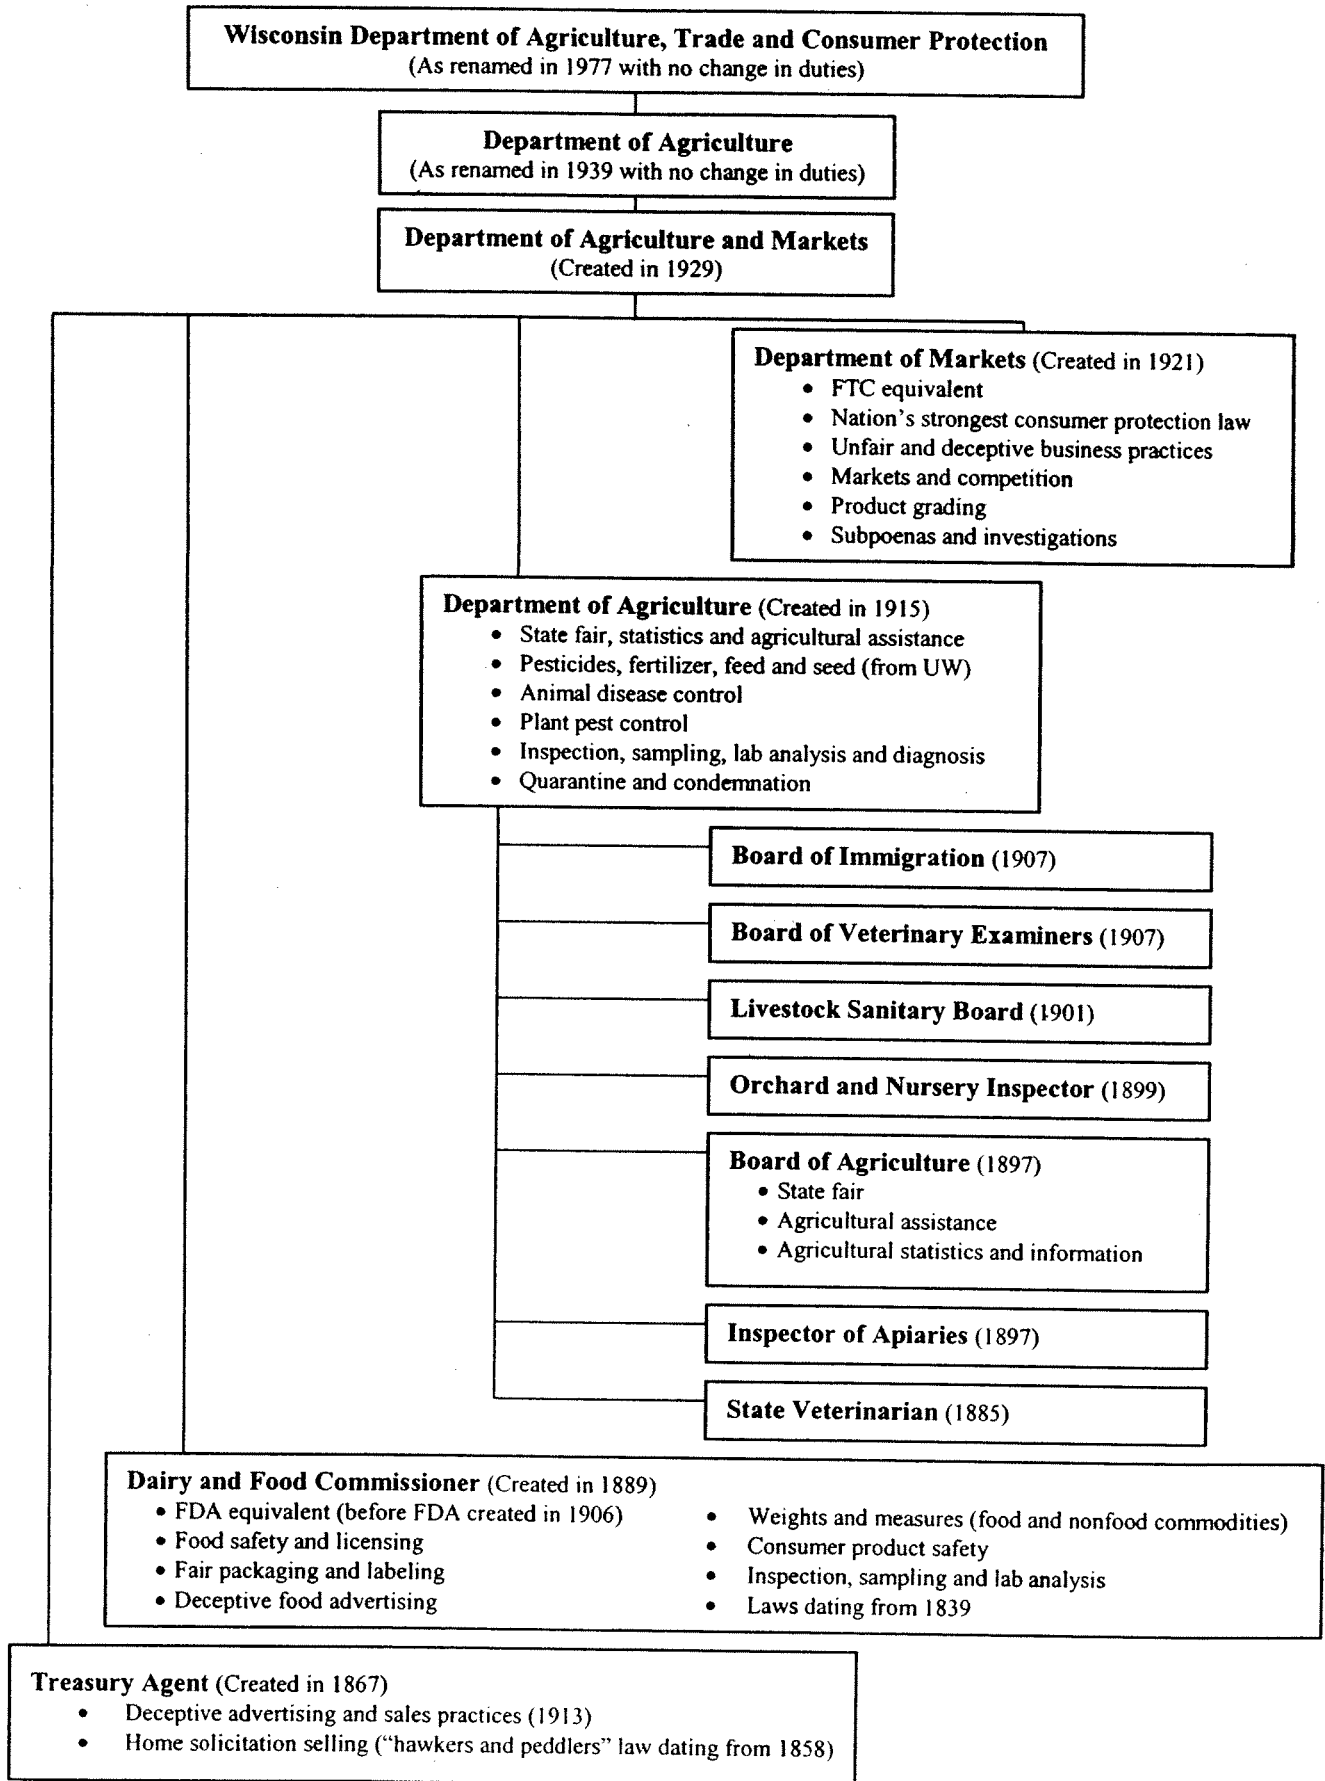 Wisconsin Department of Agriculture, Trade and Consumer Protection
(As renamed in 1977 with no change in duties)
Department of Agriculture
(As renamed in 1939 with no change in duties)
Department of Agriculture and Markets
(Created in 1929)
Department of Markets (Created in 1921)
• FTC equivalent
• Nation's strongest consumer protection law
• Unfair and deceptive business practices
• Markets and competition
• Product grading
• Subpoenas and investigations
Department of Agriculture (Created in 1915)
• State fair, statistics and agricultural assistance
• Pesticides, fertilizer, feed and seed (from UW)
• Animal disease control
• Plant pest control
• Inspection, sampling, lab analysis and diagnosis
• Quarantine and condemnation
Board of Immigration (1907)
Board of Veterinary Examiners (1907)
Livestock Sanitary Board (1901)
Orchard and Nursery Inspector (1899)
Board of Agriculture (1897)
• State fair
• Agricultural assistance
• Agricultural statistics and information
Inspector of Apiaries (1897)
State Veterinarian (1885)
Dairy and Food Commissioner (Created in 1889)
• FDA equivalent (before FDA created in 1906)
• Food safety and licensing
• Fair packaging and labeling
• Deceptive food advertising
• Weights and measures (food and nonfood commodities)
• Consumer product safety
• Inspection, sampling and lab analysis
• Laws dating from 1839
Treasury Agent (Created in 1867)
• Deceptive advertising and sales practices (1913)
• Home solicitation selling ("hawkers and peddlers" law dating from 1858)